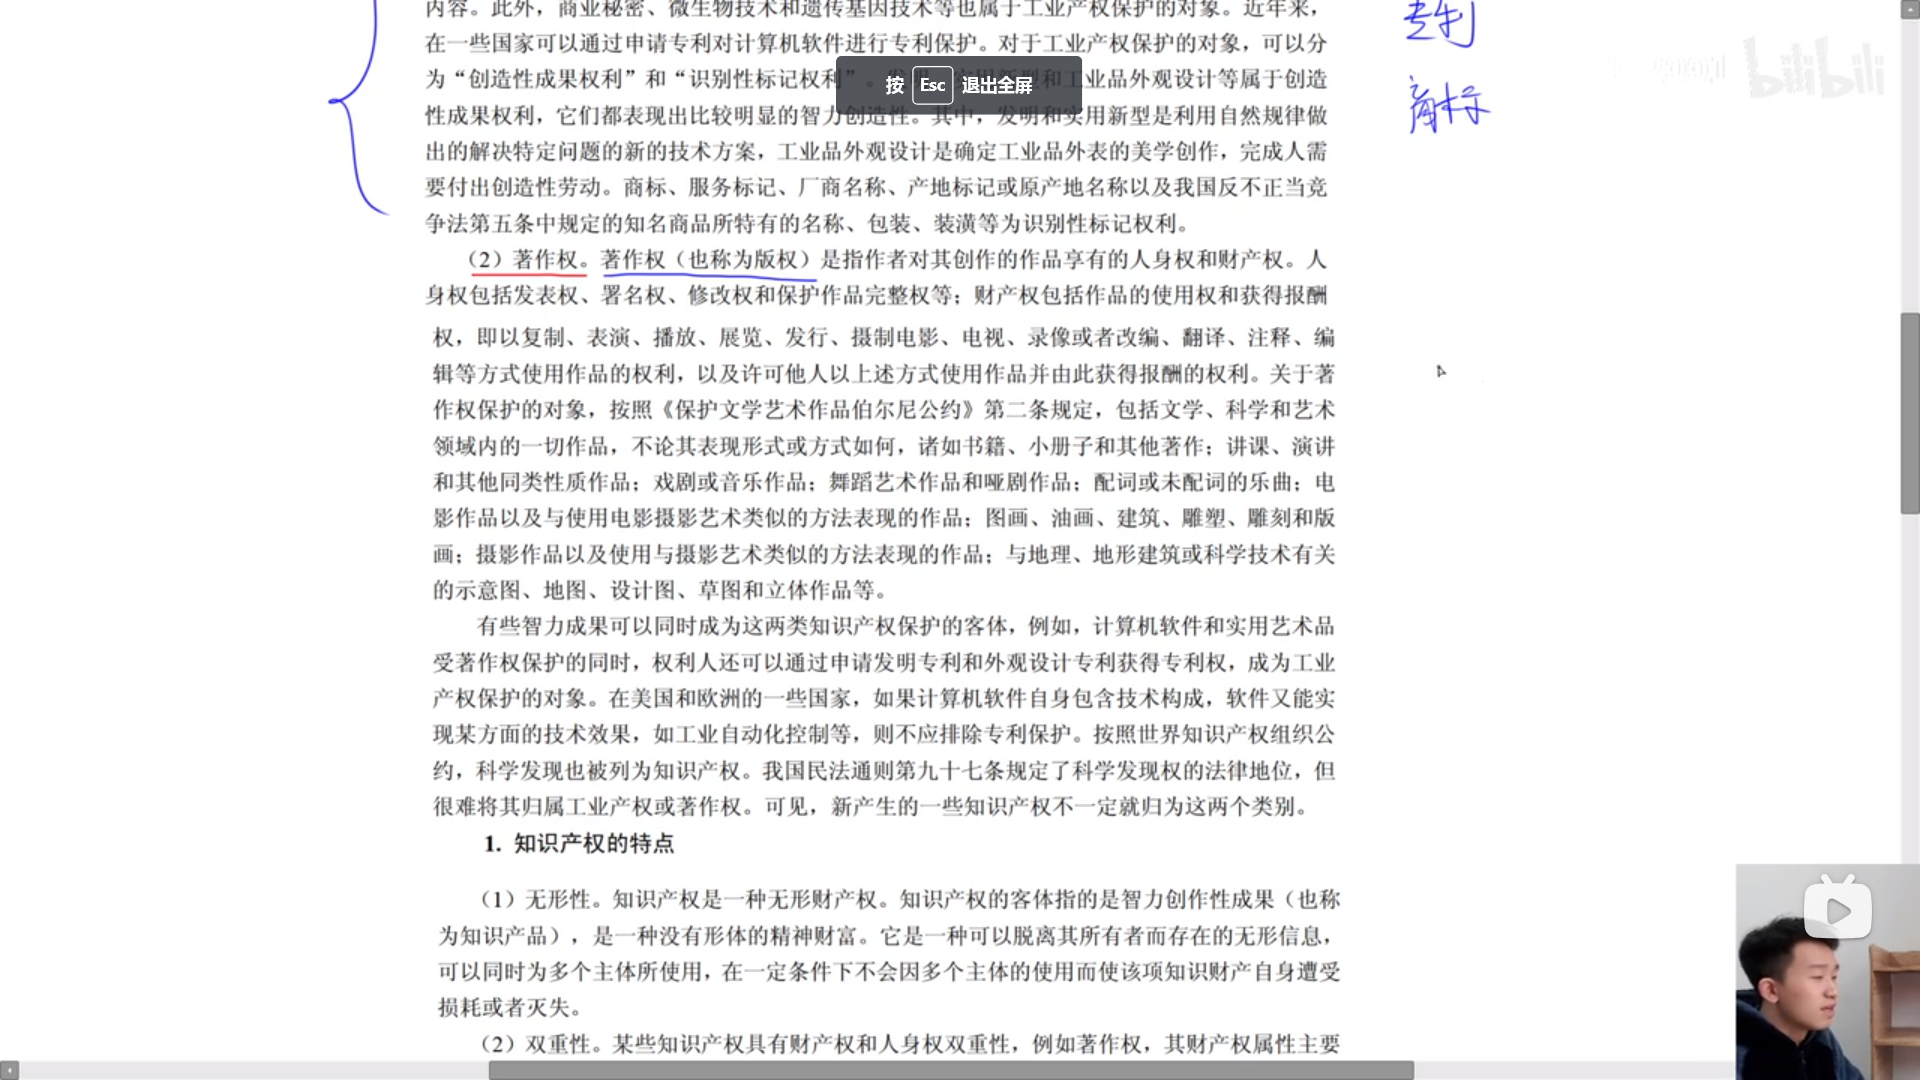 内容。此外，商业秘密、微生物技术和遗传基因技术等也属于工业产权保护的对象。近年来，
专利
在一些国家可以通过申请专利对计算机软件进行专利保护。对于工业产权保护的对象，可以分
为“创造性成果权利”和“识别性标记权利”。发明、实用新型和工业品外观设计等属于创造
按 Esc 退出全屏
bilibili
商标
性成果权利，它们都表现出比较明显的智力创造性。其中，发明和实用新型是利用自然规律做
出的解决特定问题的新的技术方案，工业品外观设计是确定工业品外表的美学创作，完成人需
要付出创造性劳动。商标、服务标记、厂商名称、产地标记或原产地名称以及我国反不正当竞
争法第五条中规定的知名商品所特有的名称、包装、装潢等为识别性标记权利。
（2）著作权。著作权（也称为版权）是指作者对其创作的作品享有的人身权和财产权。人
身权包括发表权、署名权、修改权和保护作品完整权等；财产权包括作品的使用权和获得报酬
权，即以复制、表演、播放、展览、发行、摄制电影、电视、录像或者改编、翻译、注释、编
辑等方式使用作品的权利，以及许可他人以上述方式使用作品并由此获得报酬的权利。关于著
作权保护的对象，按照《保护文学艺术作品伯尔尼公约》第二条规定，包括文学、科学和艺术
领域内的一切作品，不论其表现形式或方式如何，诸如书籍、小册子和其他著作；讲课、演讲
和其他同类性质作品；戏剧或音乐作品；舞蹈艺术作品和哑剧作品；配词或未配词的乐曲；电
影作品以及与使用电影摄影艺术类似的方法表现的作品；图画、油画、建筑、雕塑、雕刻和版
画；摄影作品以及使用与摄影艺术类似的方法表现的作品；与地理、地形建筑或科学技术有关
的示意图、地图、设计图、草图和立体作品等。
有些智力成果可以同时成为这两类知识产权保护的客体，例如，计算机软件和实用艺术品
受著作权保护的同时，权利人还可以通过申请发明专利和外观设计专利获得专利权，成为工业
产权保护的对象。在美国和欧洲的一些国家，如果计算机软件自身包含技术构成，软件又能实
现某方面的技术效果，如工业自动化控制等，则不应排除专利保护。按照世界知识产权组织公
约，科学发现也被列为知识产权。我国民法通则第九十七条规定了科学发现权的法律地位，但
很难将其归属工业产权或著作权。可见，新产生的一些知识产权不一定就归为这两个类别。
1. 知识产权的特点
（1）无形性。知识产权是一种无形财产权。知识产权的客体指的是智力创作性成果（也称
为知识产品），是一种没有形体的精神财富。它是一种可以脱离其所有者而存在的无形信息，
可以同时为多个主体所使用，在一定条件下不会因多个主体的使用而使该项知识财产自身遭受
损耗或者灭失。
（2）双重性。某些知识产权具有财产权和人身权双重性，例如著作权，其财产权属性主要